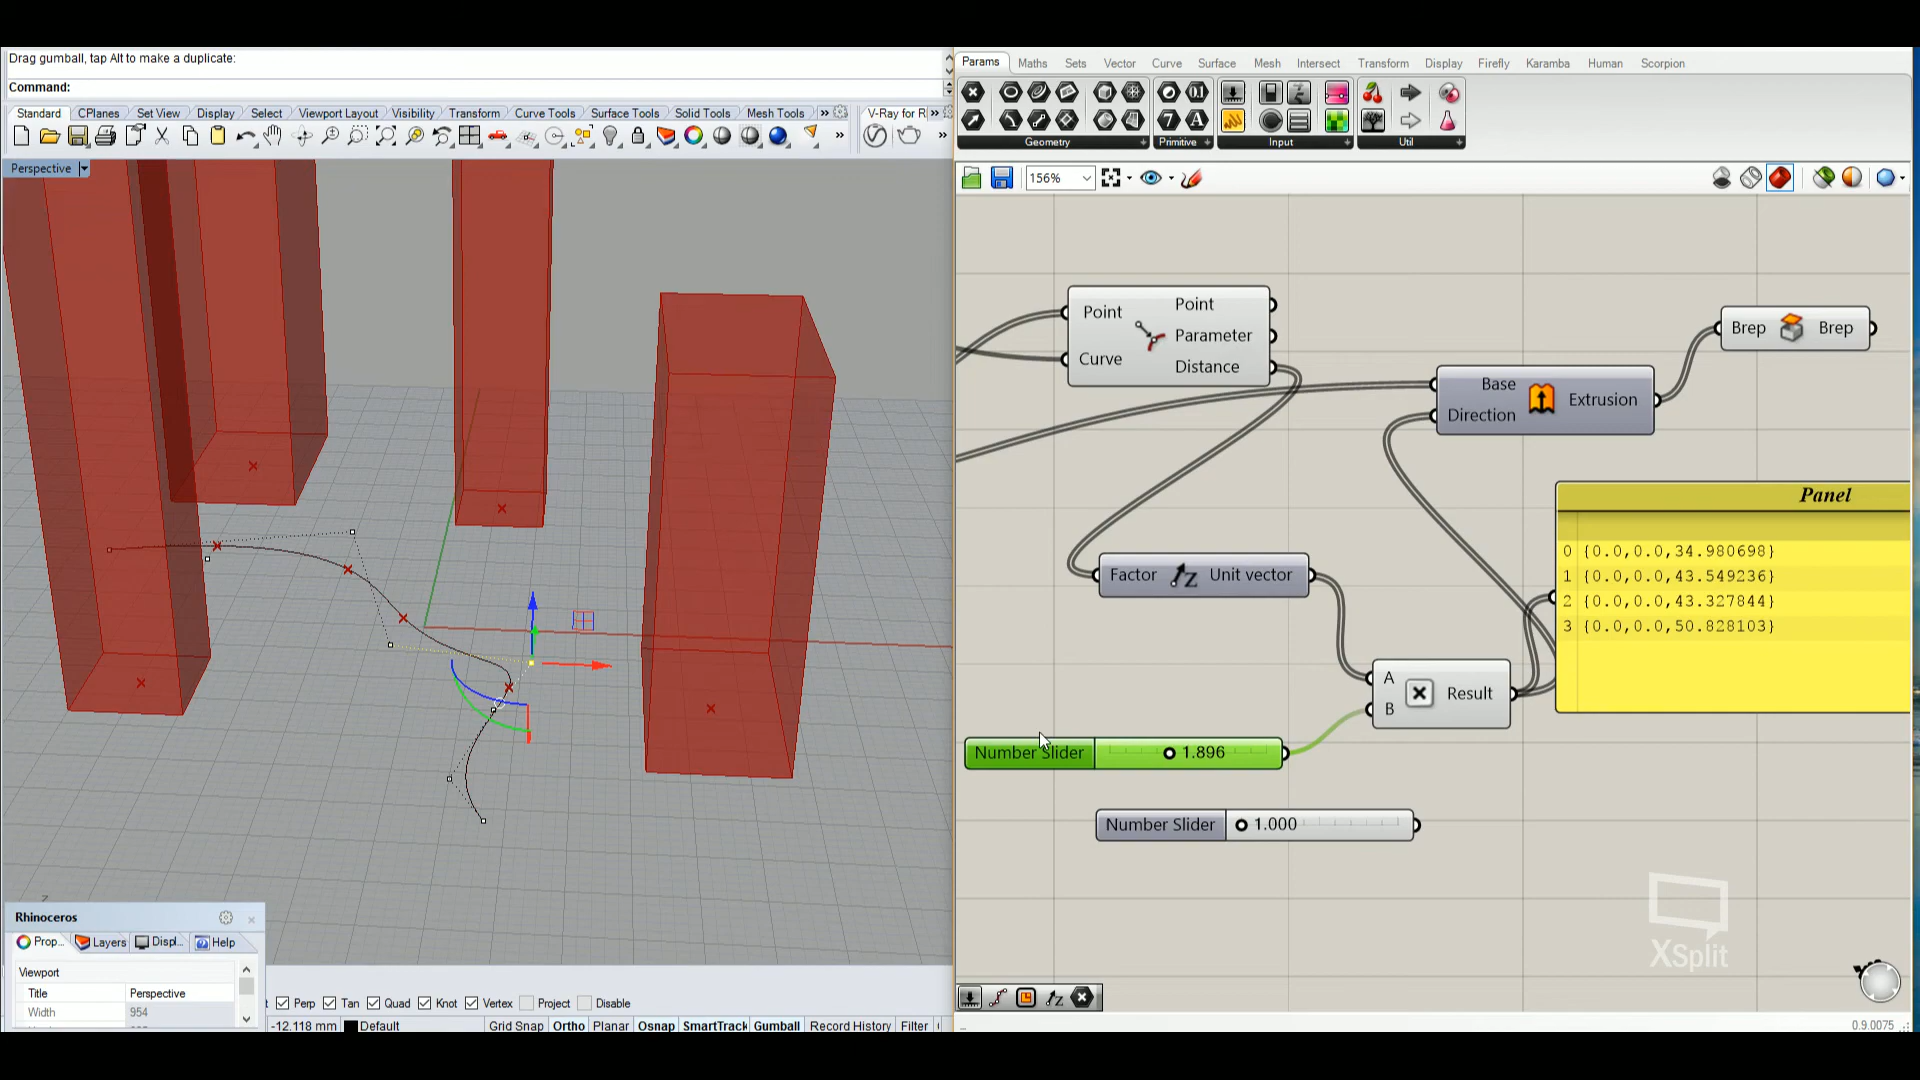 Drag gumball, tap Alt to make a duplicate:
Command:
Standard CPlanes Set View Display Select Viewport Layout Visibility Transform Curve Tools Surface Tools Solid Tools Mesh Tools » V-Ray for R »
Perspective
Rhinoceros
Prop... Layers Displ... Help
Viewport
Title Perspective
Width 954
Perp Tan Quad Knot Vertex Project Disable
-12.118 mm Default Grid Snap Ortho Planar Osnap SmartTrack Gumball Record History Filter
Params Maths Sets Vector Curve Surface Mesh Intersect Transform Display Firefly Karamba Human Scorpion
Geometry Primitive Input Util
156%
Point Point
Parameter
Curve Distance
Brep Brep
Base
Direction Extrusion
Panel
0 {0.0,0.0,34.980698}
1 {0.0,0.0,43.549236}
2 {0.0,0.0,43.327844}
3 {0.0,0.0,50.828103}
Factor Unit vector
A
B Result
Number Slider 1.896
Number Slider 1.000
XSplit
0.9.0075